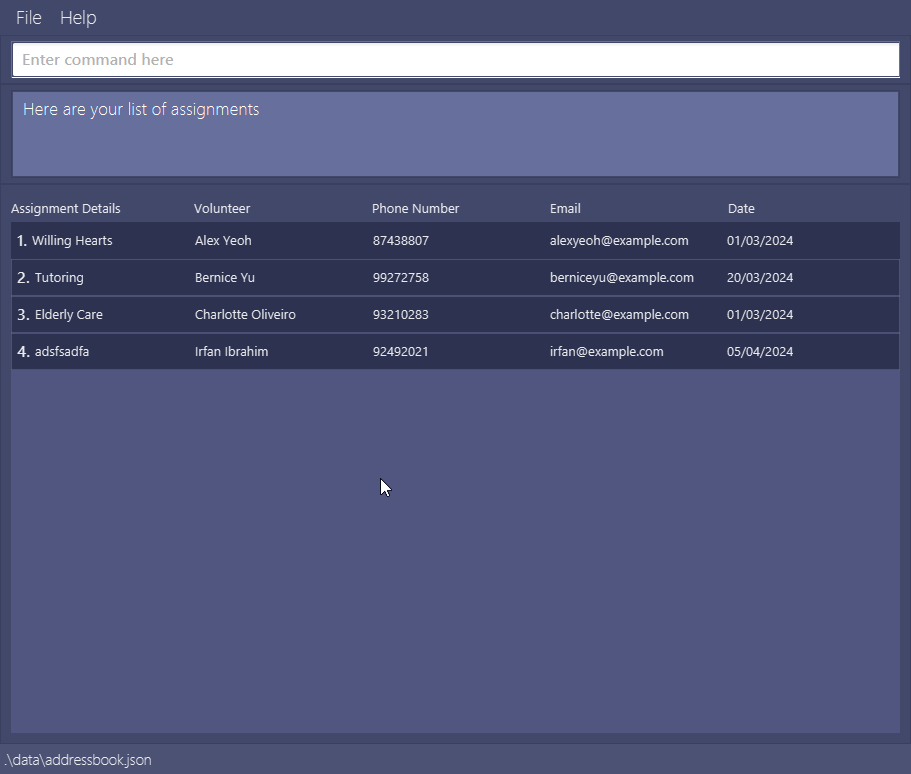 File Help
Enter command here
Here are your list of assignments
Assignment Details Volunteer Phone Number Email Date
1. Willing Hearts Alex Yeoh 87438807 alexyeoh@example.com 01/03/2024
2. Tutoring Bernice Yu 99272758 berniceyu@example.com 20/03/2024
3. Elderly Care Charlotte Oliveiro 93210283 charlotte@example.com 01/03/2024
4. adsfsadfa Irfan Ibrahim 92492021 irfan@example.com 05/04/2024
.\data\addressbook.json